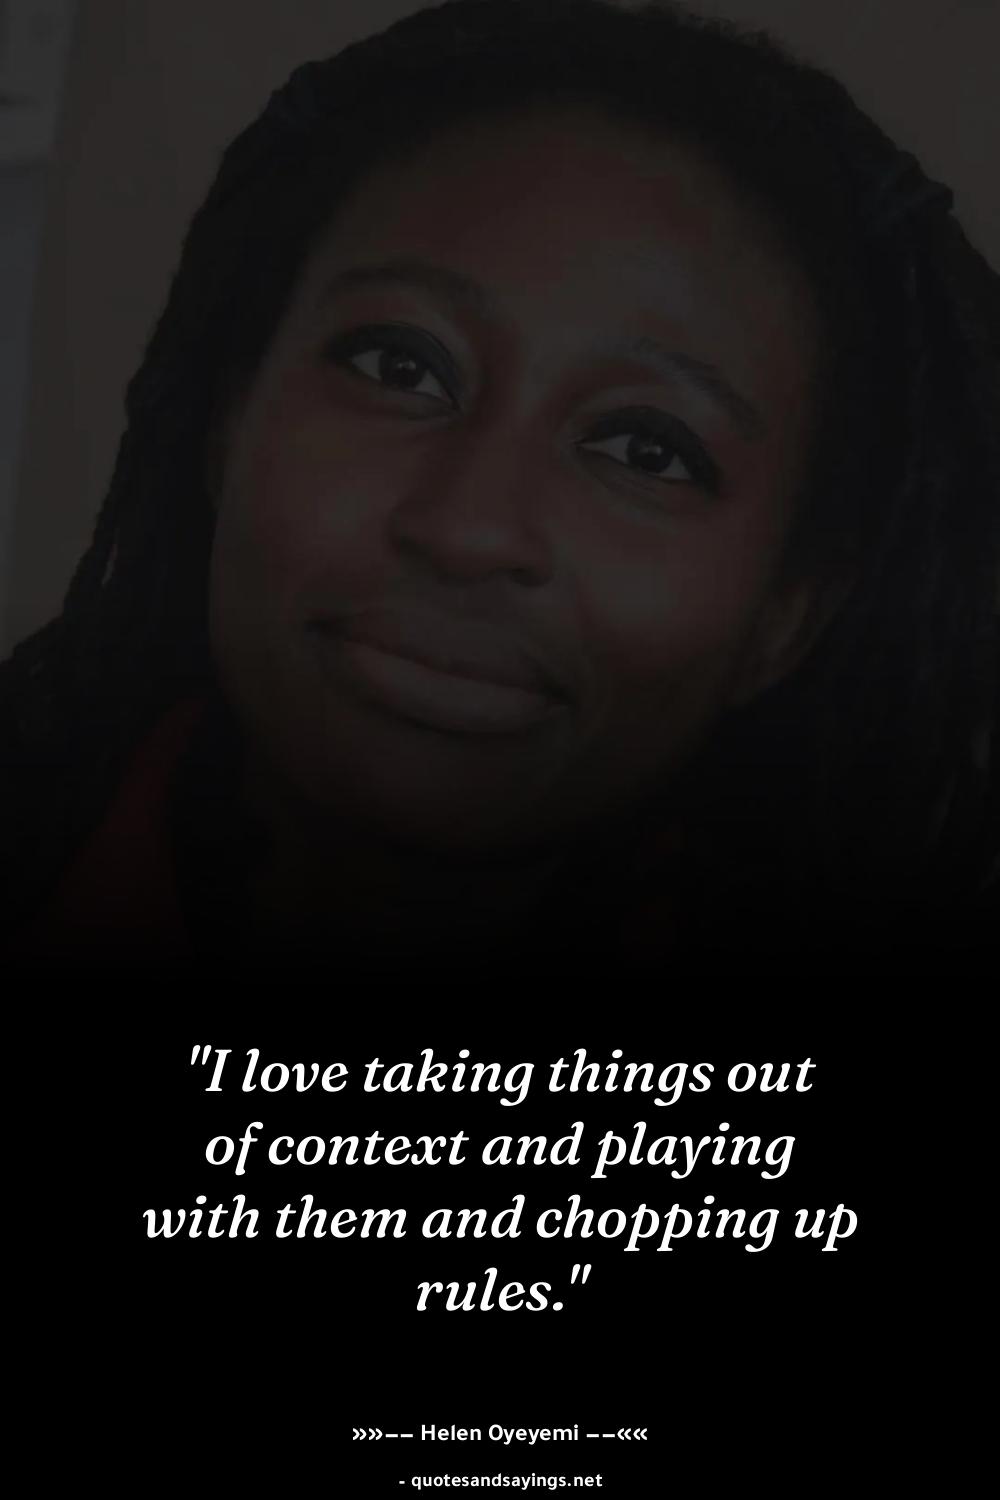 "I love taking things out
of context and playing
with them and chopping up
rules."
»»–– Helen Oyeyemi ––««
- quotesandsayings.net